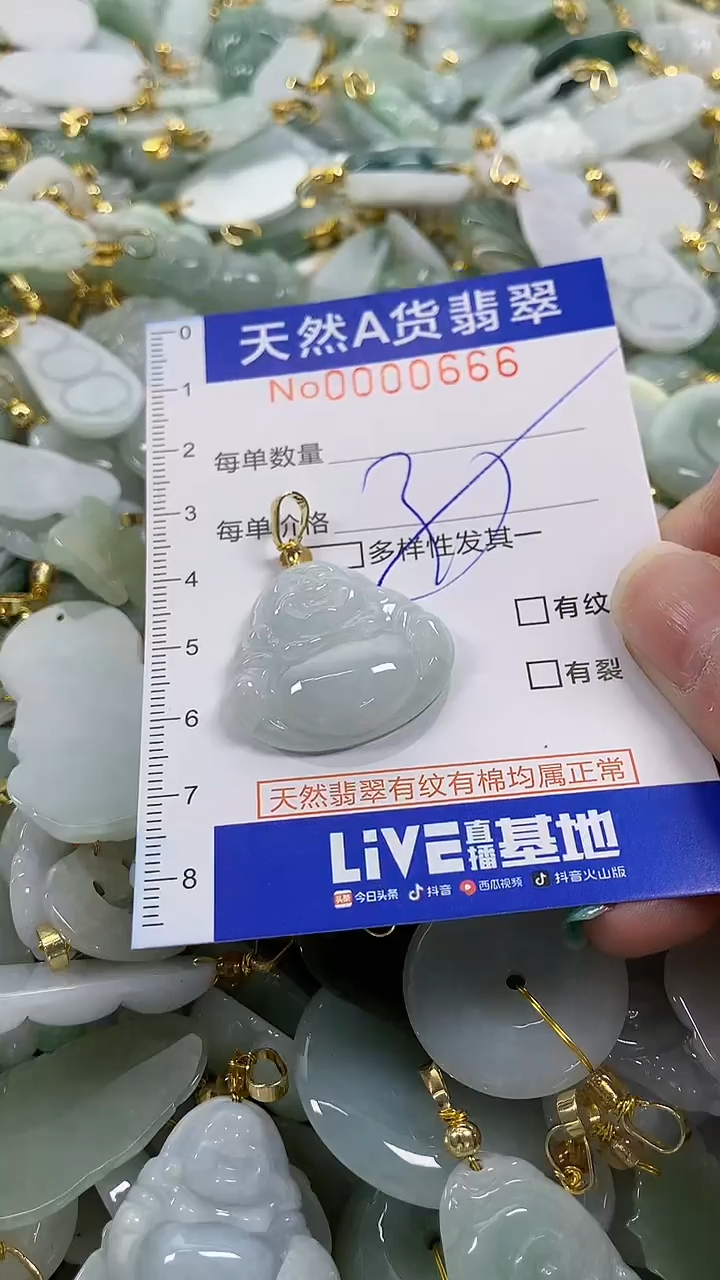 天然A货翡翠
No0000666
每单数量
每单价格
30
多样性发其一
有纹
有裂
天然翡翠有纹有棉均属正常
LiVE直播基地
头条 今日头条 抖音 西瓜视频 抖音火山版
0
1
2
3
4
5
6
7
8